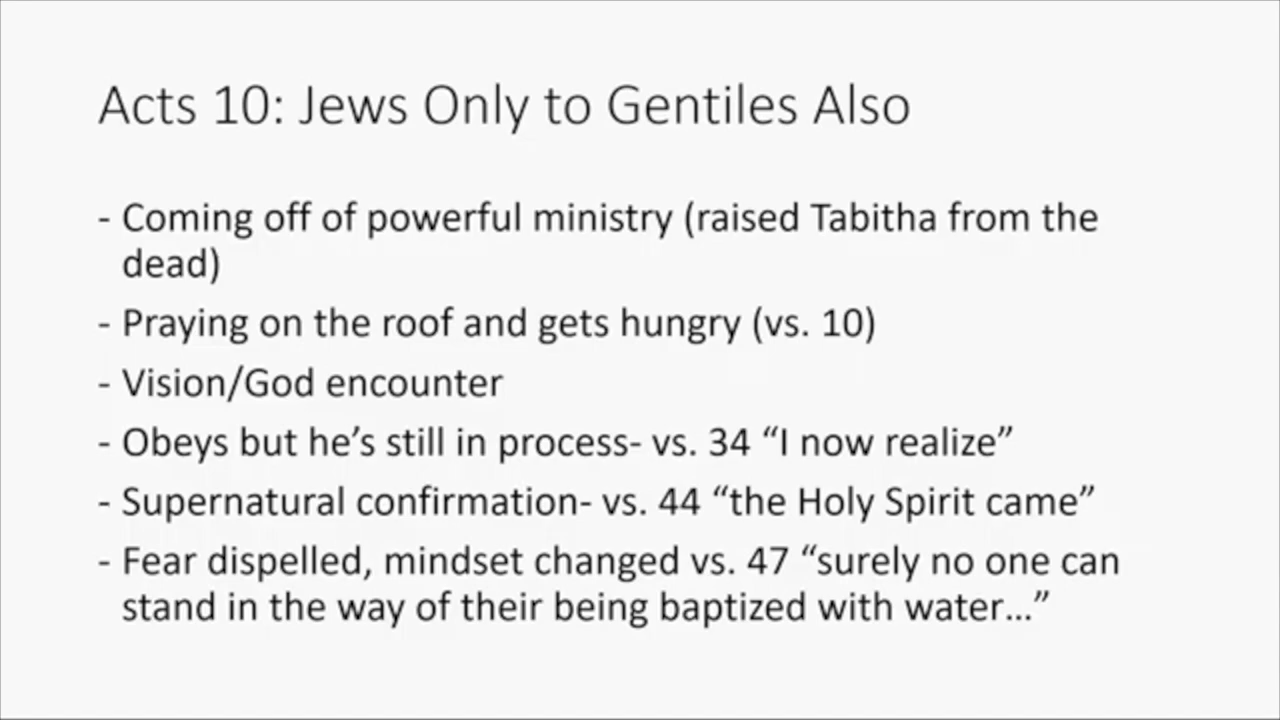 Acts 10: Jews Only to Gentiles Also
- Coming off of powerful ministry (raised Tabitha from the
dead)
- Praying on the roof and gets hungry (vs. 10)
- Vision/God encounter
- Obeys but he’s still in process- vs. 34 “I now realize”
- Supernatural confirmation- vs. 44 “the Holy Spirit came”
- Fear dispelled, mindset changed vs. 47 “surely no one can
stand in the way of their being baptized with water…”